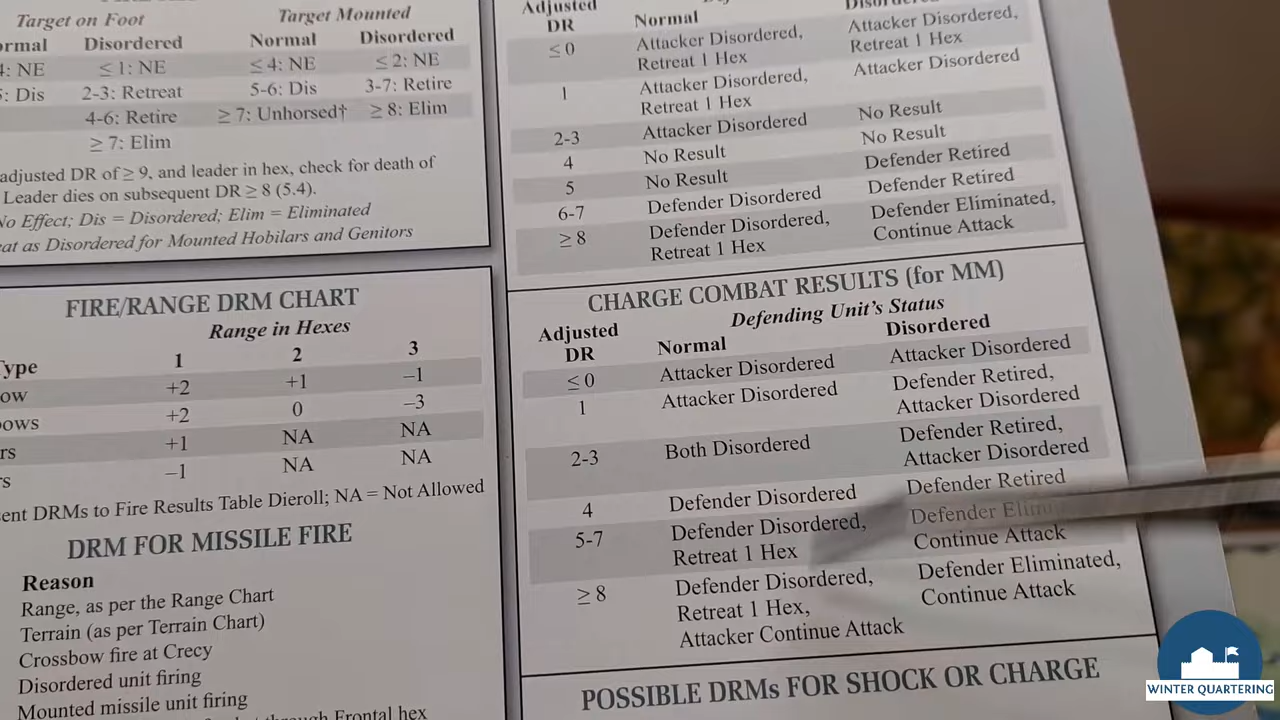 Target on Foot
Target Mounted
Disordered
Normal
Disordered
: NE
≤ 1: NE
≤ 4: NE
≤ 2: NE
: Dis
2-3: Retreat
5-6: Dis
3-7: Retire
4-6: Retire
≥ 7: Unhorsed†
≥ 8: Elim
≥ 7: Elim
adjusted DR of ≥ 9, and leader in hex, check for death of
Leader dies on subsequent DR ≥ 8 (5.4).
Effect; Dis = Disordered; Elim = Eliminated
as Disordered for Mounted Hobilars and Genitors
FIRE/RANGE DRM CHART
Range in Hexes
1
2
3
+2
+1
–1
+2
0
–3
+1
NA
NA
–1
NA
NA
DRMs to Fire Results Table Dieroll; NA = Not Allowed
DRM FOR MISSILE FIRE
Reason
Range, as per the Range Chart
Terrain (as per Terrain Chart)
Crossbow fire at Crecy
Disordered unit firing
Mounted missile unit firing
through Frontal hex
Adjusted
DR
Normal
≤ 0
Attacker Disordered,
Retreat 1 Hex
Attacker Disordered,
Retreat 1 Hex
1
Attacker Disordered,
Retreat 1 Hex
Attacker Disordered
2-3
Attacker Disordered
No Result
4
No Result
No Result
5
No Result
Defender Retired
6-7
Defender Disordered
Defender Retired
≥ 8
Defender Disordered,
Retreat 1 Hex
Defender Eliminated,
Continue Attack
CHARGE COMBAT RESULTS (for MM)
Defending Unit's Status
Adjusted
DR
Normal
Disordered
≤ 0
Attacker Disordered
Attacker Disordered
1
Attacker Disordered
Defender Retired,
Attacker Disordered
2-3
Both Disordered
Defender Retired,
Attacker Disordered
4
Defender Disordered
Defender Retired
5-7
Defender Disordered,
Retreat 1 Hex
Defender
Continue Attack
≥ 8
Defender Disordered,
Retreat 1 Hex,
Attacker Continue Attack
Defender Eliminated,
Continue Attack
POSSIBLE DRMs FOR SHOCK OR CHARGE
WINTER QUARTERING